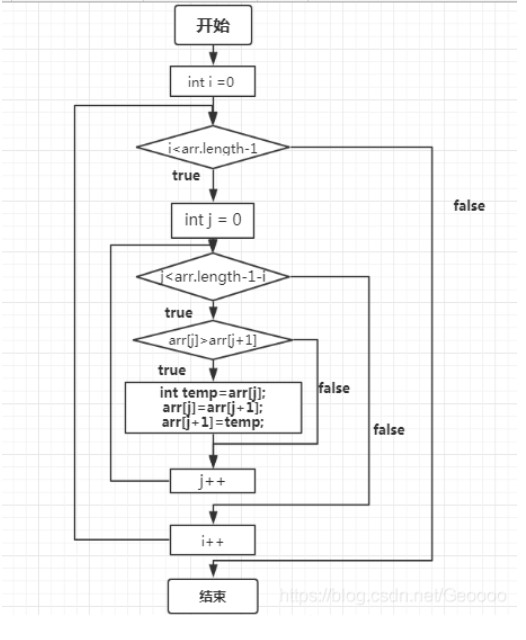 开始
int i =0
i<arr.length-1
true
false
int j = 0
j<arr.length-1-i
true
arr[j]>arr[j+1]
true
int temp=arr[j];
arr[j]=arr[j+1];
arr[j+1]=temp;
false
false
j++
i++
结束
https://blog.csdn.net/Geoooo